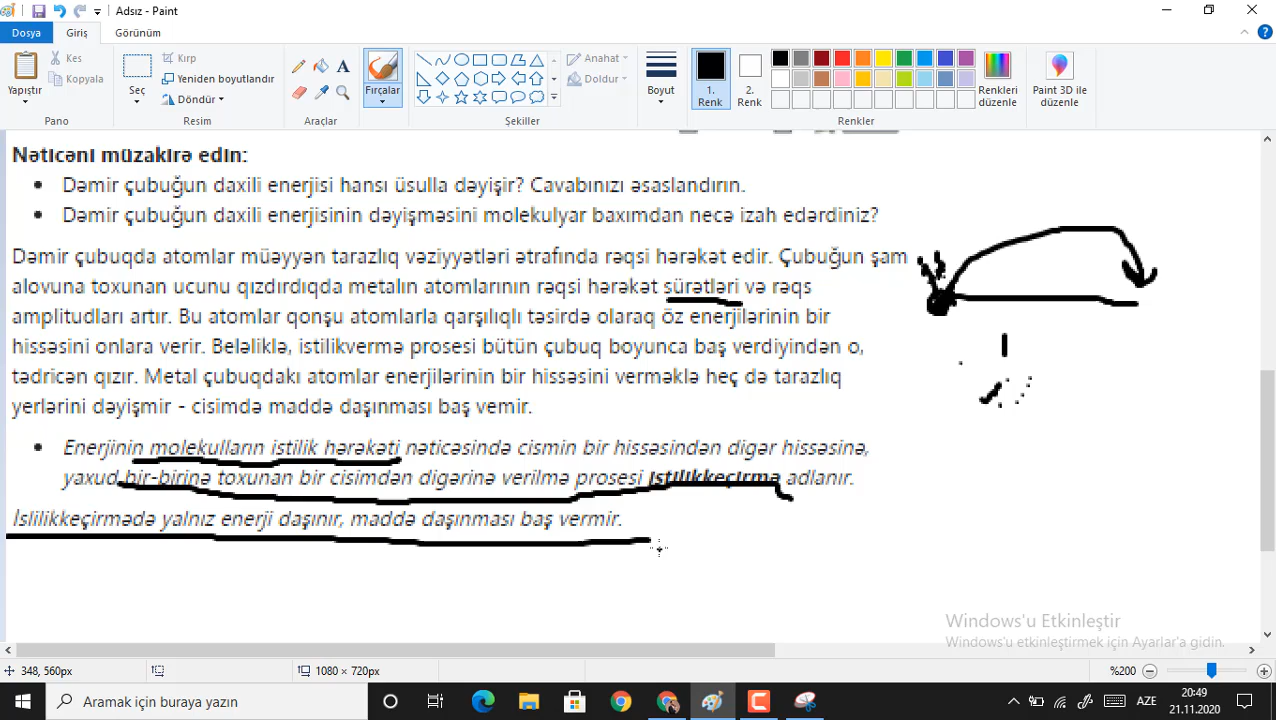 Adsız - Paint
Dosya Giriş Görünüm
Yapıştır
Kes
Kopyala
Pano
Seç
Kırp
Yeniden boyutlandır
Döndür
Resim
Araçlar
Fırçalar
Şekiller
Anahat
Doldur
Boyut
1. Renk
2. Renk
Renkler
Renkleri düzenle
Paint 3D ile düzenle
Nəticəni müzakirə edin:
• Dəmir çubuğun daxili enerjisi hansı üsulla dəyişir? Cavabınızı əsaslandırın.
• Dəmir çubuğun daxili enerjisinin dəyişməsini molekulyar baxımdan necə izah edərdiniz?
Dəmir çubuqda atomlar müəyyən tarazlıq vəziyyətləri ətrafında rəqsi hərəkət edir. Çubuğun şam
alovuna toxunan ucunu qızdırdıqda metalın atomlarının rəqsi hərəkət sürətləri və rəqs
amplitudları artır. Bu atomlar qonşu atomlarla qarşılıqlı təsirdə olaraq öz enerjilərinin bir
hissəsini onlara verir. Beləliklə, istilikvermə prosesi bütün çubuq boyunca baş verdiyindən o,
tədricən qızır. Metal çubuqdakı atomlar enerjilərinin bir hissəsini verməklə heç də tarazlıq
yerlərini dəyişmir - cisimdə maddə daşınması baş vemir.
• Enerjinin molekulların istilik hərəkəti nəticəsində cismin bir hissəsindən digər hissəsinə,
yaxud bir-birinə toxunan bir cisimdən digərinə verilmə prosesi istilikkeçirmə adlanır.
İslilikkeçirmədə yalnız enerji daşınır, maddə daşınması baş vermir.
Windows'u Etkinleştir
Windows'u etkinleştirmek için Ayarlar'a gidin.
348, 560px
1080 × 720px
%200
Aramak için buraya yazın
AZE
20:49
21.11.2020